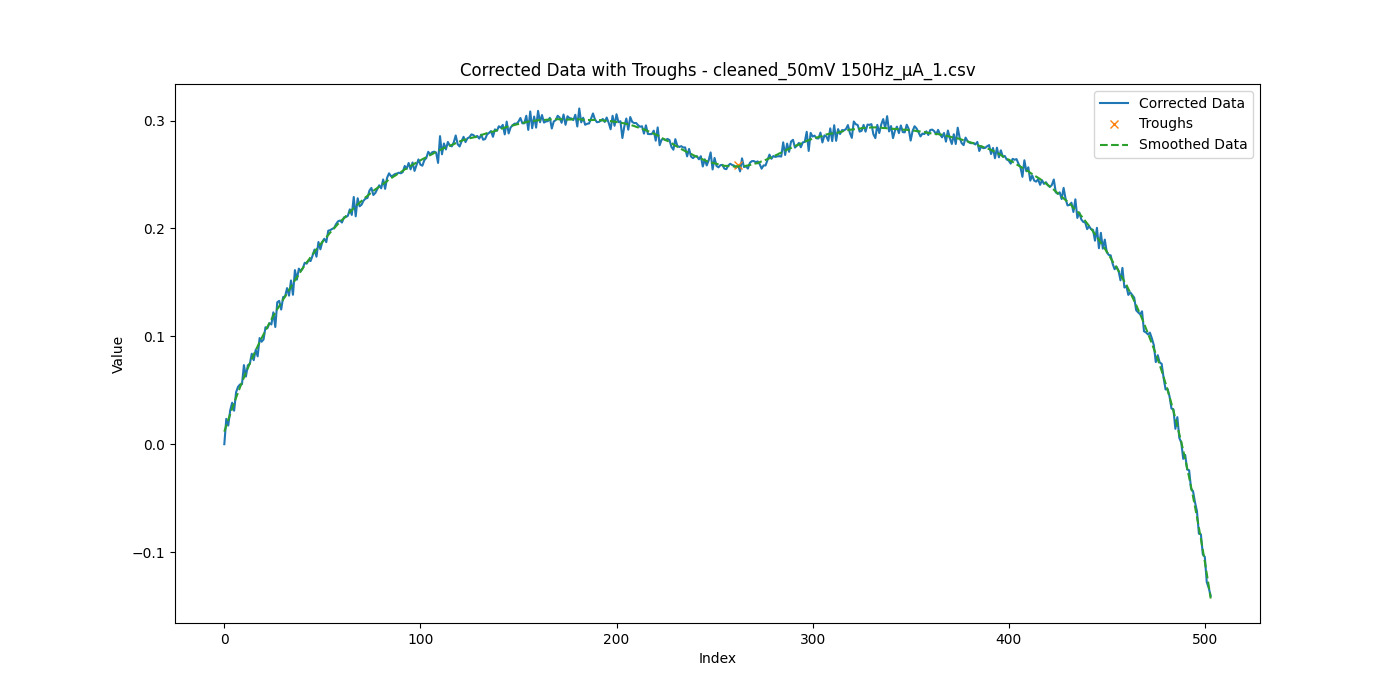 Corrected Data with Troughs - cleaned_50mV 150Hz_μA_1.csv
Corrected Data
Troughs
Smoothed Data
Value
0.3
0.2
0.1
0.0
−0.1
0 100 200 300 400 500
Index